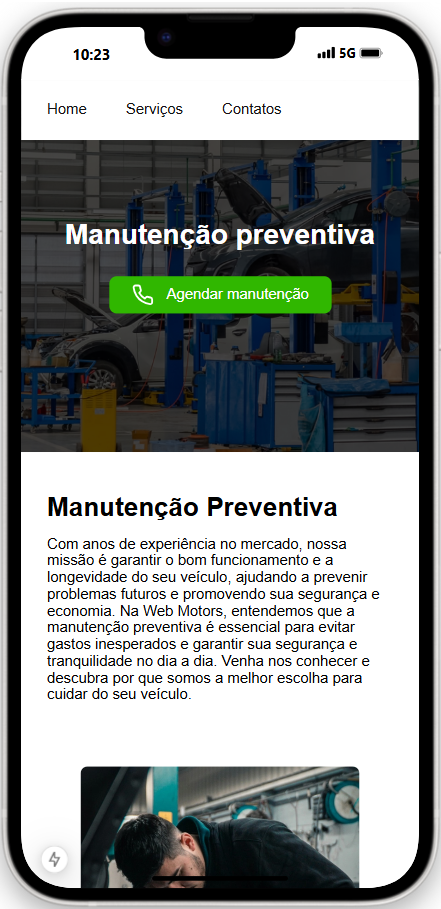 10:23
5G
Home
Serviços
Contatos
Manutenção preventiva
Agendar manutenção
Manutenção Preventiva
Com anos de experiência no mercado, nossa
missão é garantir o bom funcionamento e a
longevidade do seu veículo, ajudando a prevenir
problemas futuros e promovendo sua segurança e
economia. Na Web Motors, entendemos que a
manutenção preventiva é essencial para evitar
gastos inesperados e garantir sua segurança e
tranquilidade no dia a dia. Venha nos conhecer e
descubra por que somos a melhor escolha para
cuidar do seu veículo.